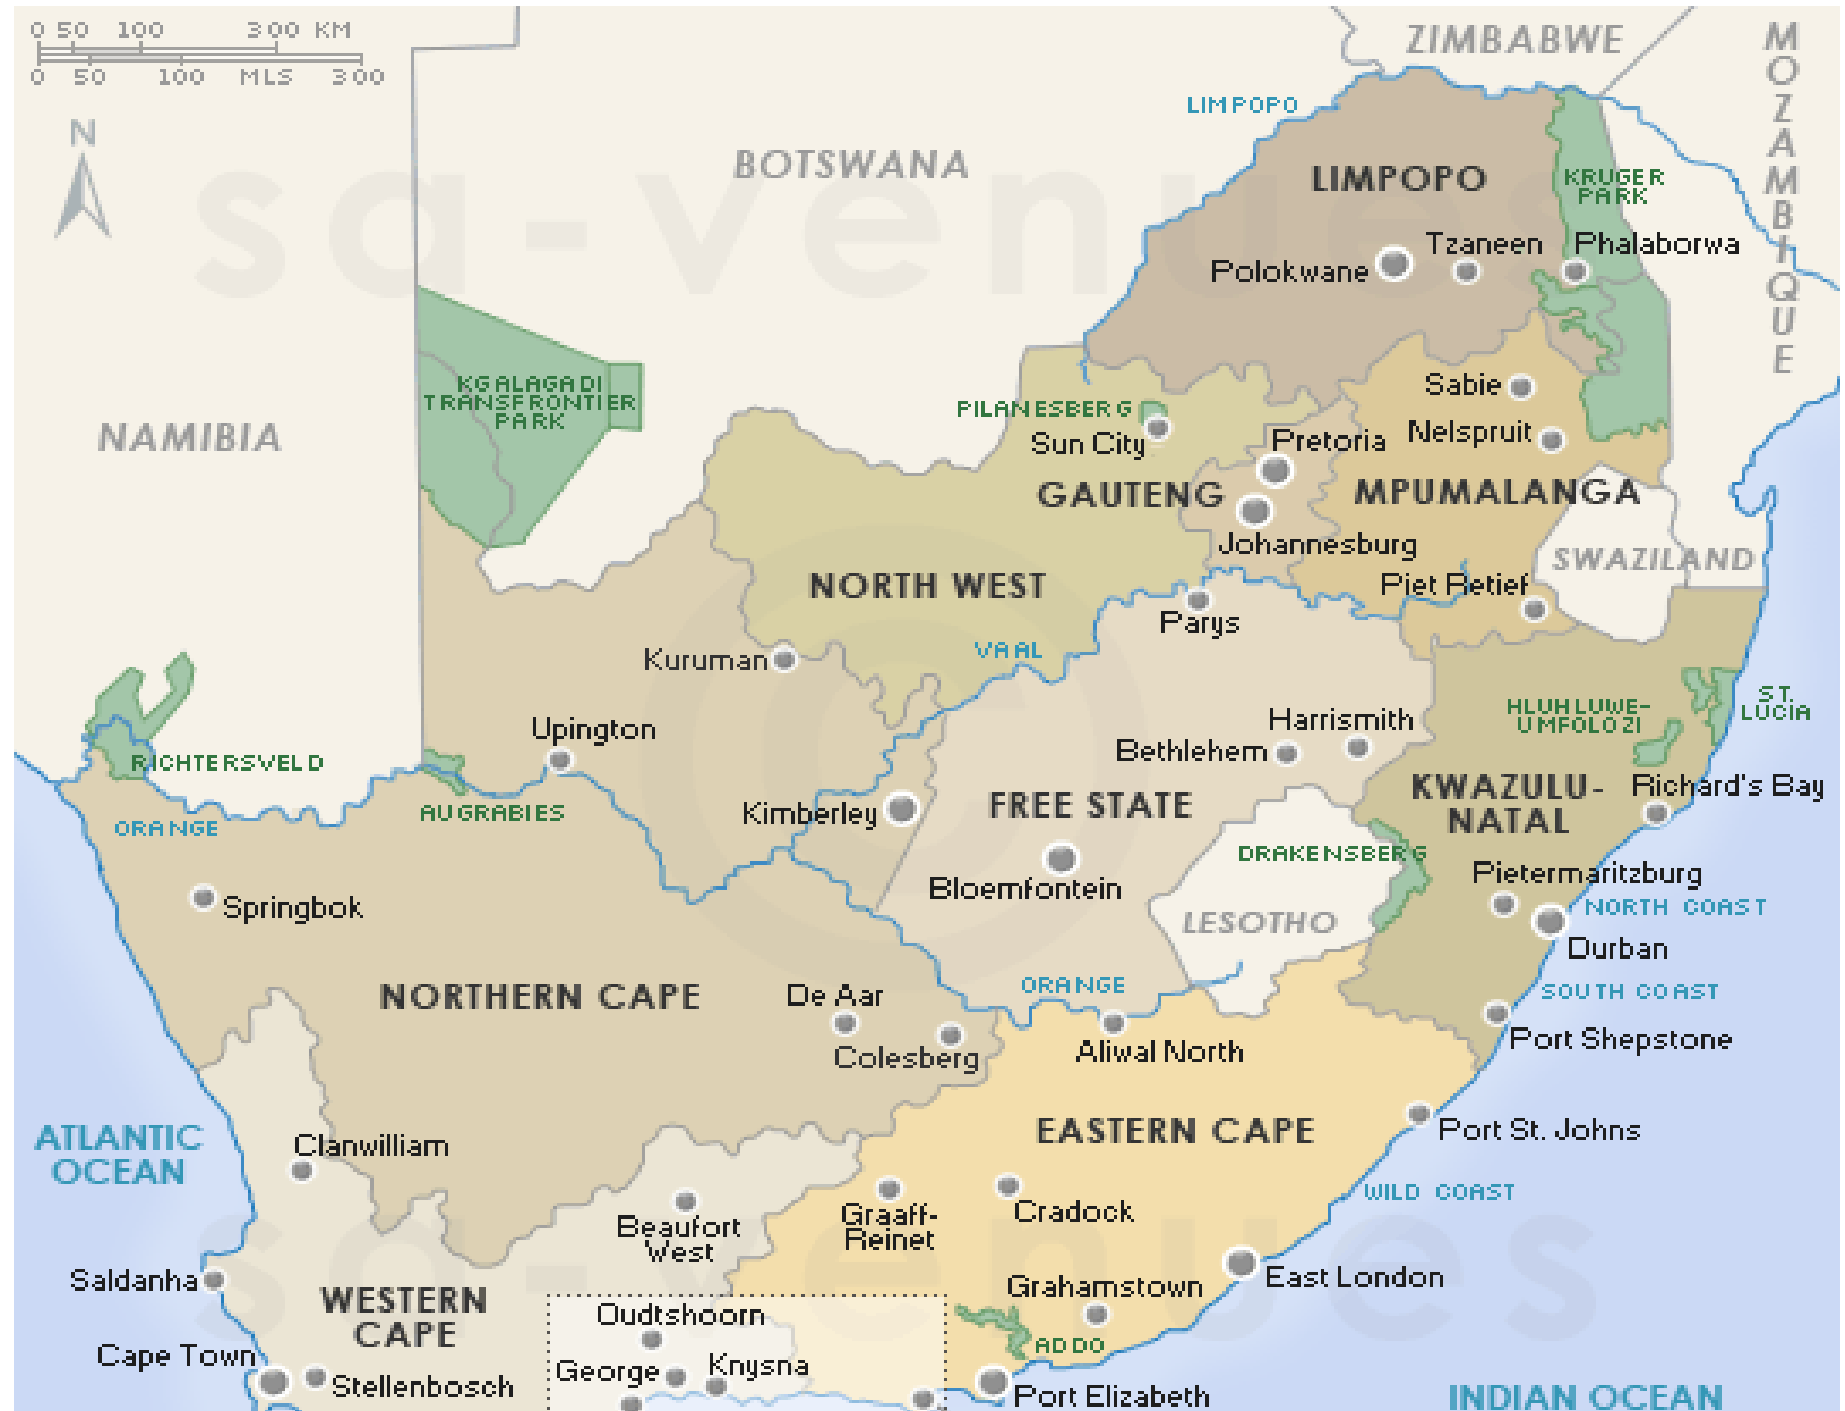 0 50 100 300 KM
0 50 100 MLS 300
N
ZIMBABWE
MOZAMBIQUE
LIMPOPO
BOTSWANA
LIMPOPO
KRUGER
PARK
sa-venues
Tzaneen
Phalaborwa
Polokwane
KGALAGADI
TRANSFRONTIER
PARK
Sabie
PILANESBERG
NAMIBIA
Sun City
Pretoria
Nelspruit
GAUTENG
MPUMALANGA
Johannesburg
SWAZILAND
NORTH WEST
Piet Retief
Parys
VAAL
Kuruman
©
HLUHLUWE-
UMFOLOZI
ST.
LUCIA
Upington
Harrismith
Bethlehem
RICHTERSVELD
KWAZULU-
NATAL
Richard's Bay
FREE STATE
Kimberley
AUGRABIES
ORANGE
DRAKENSBERG
Bloemfontein
Pietermaritzburg
Springbok
LESOTHO
NORTH COAST
Durban
NORTHERN CAPE
De Aar
ORANGE
SOUTH COAST
Colesberg
Aliwal North
Port Shepstone
ATLANTIC
OCEAN
Clanwilliam
EASTERN CAPE
Port St. Johns
WILD COAST
Beaufort
West
Graaff-
Reinet
Cradock
sa-venues
Saldanha
WESTERN
CAPE
Grahamstown
East London
Oudtshoorn
ADDO
Cape Town
George
Knysna
Stellenbosch
Port Elizabeth
INDIAN OCEAN